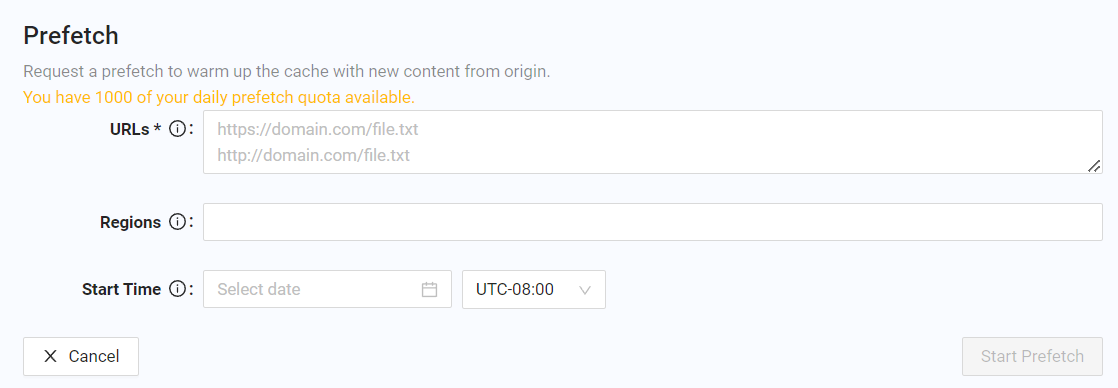 Prefetch
Request a prefetch to warm up the cache with new content from origin.
You have 1000 of your daily prefetch quota available.
URLs * :
https://domain.com/file.txt
http://domain.com/file.txt
Regions :
Start Time : Select date UTC-08:00
Cancel Start Prefetch